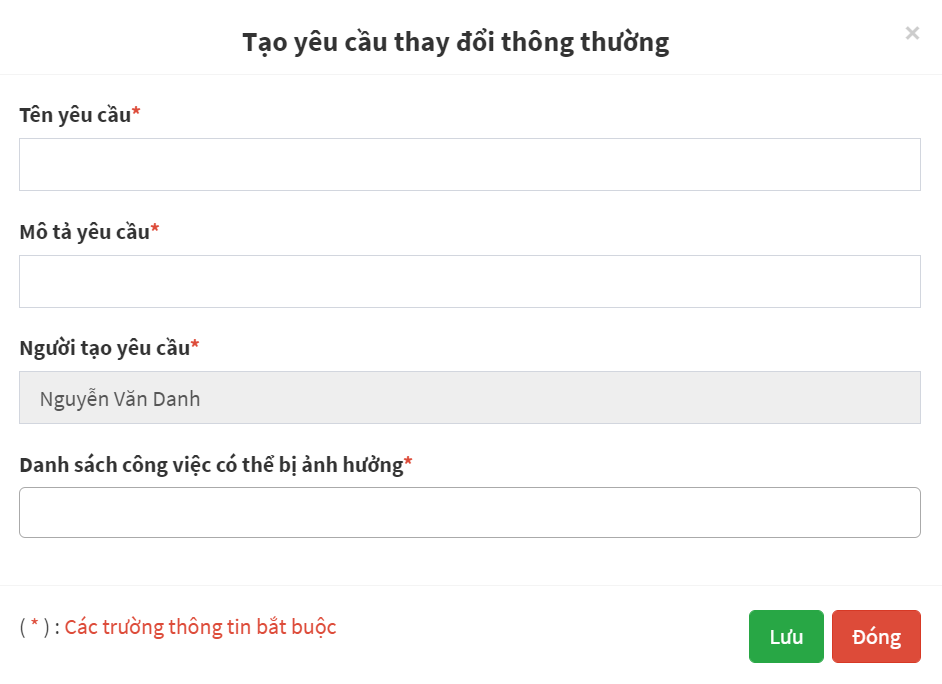 Tạo yêu cầu thay đổi thông thường
×
Tên yêu cầu*
Mô tả yêu cầu*
Người tạo yêu cầu*
Nguyễn Văn Danh
Danh sách công việc có thể bị ảnh hưởng*
( * ) : Các trường thông tin bắt buộc
Lưu
Đóng